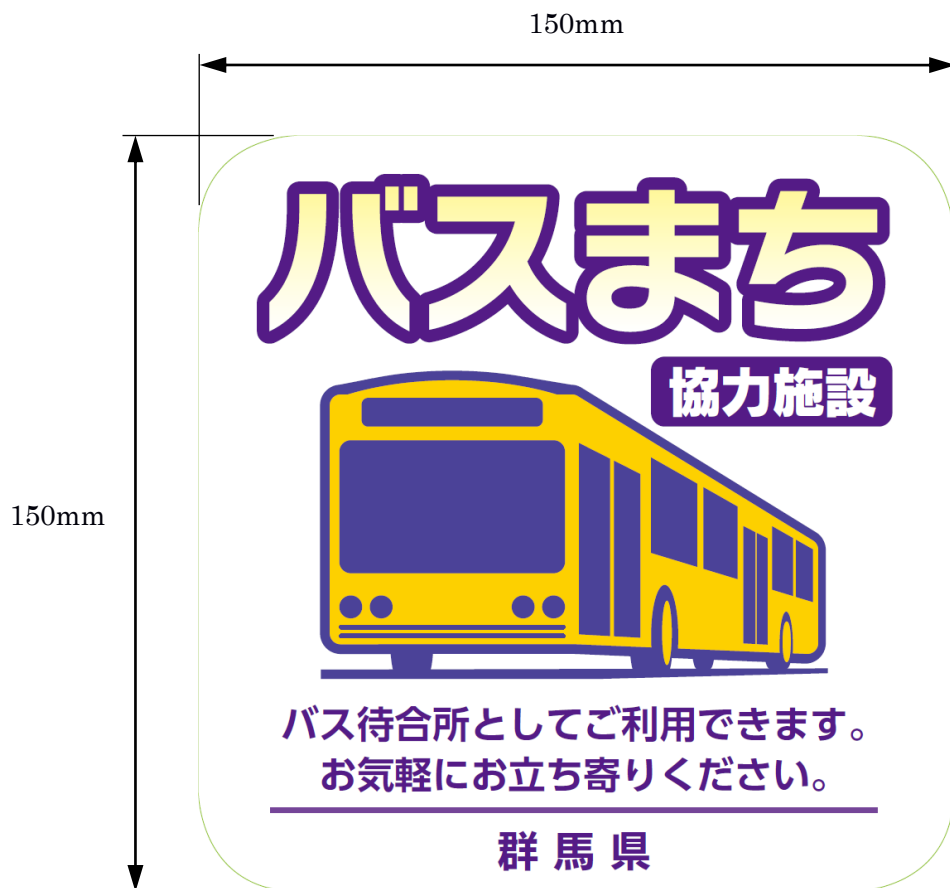 150mm
バスまち
協力施設
150mm
バス待合所としてご利用できます。
お気軽にお立ち寄りください。
群馬県